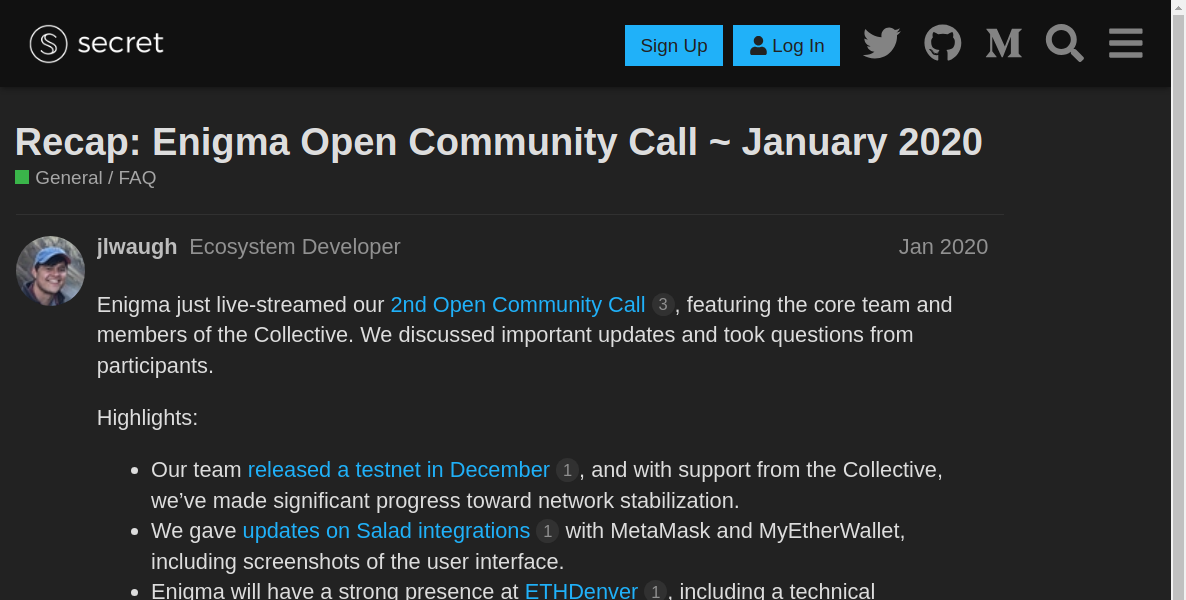 secret
Sign Up
Log In
Recap: Enigma Open Community Call ~ January 2020
General / FAQ
jlwaugh Ecosystem Developer Jan 2020
Enigma just live-streamed our 2nd Open Community Call 3, featuring the core team and
members of the Collective. We discussed important updates and took questions from
participants.
Highlights:
• Our team released a testnet in December 1, and with support from the Collective,
we’ve made significant progress toward network stabilization.
• We gave updates on Salad integrations 1 with MetaMask and MyEtherWallet,
including screenshots of the user interface.
• Enigma will have a strong presence at ETHDenver 1, including a technical